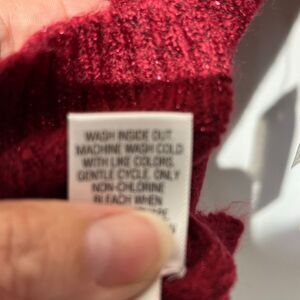 WASH INSIDE OUT.
MACHINE WASH COLD
WITH LIKE COLORS,
GENTLE CYCLE. ONLY
NON-CHLORINE
BLEACH WHEN